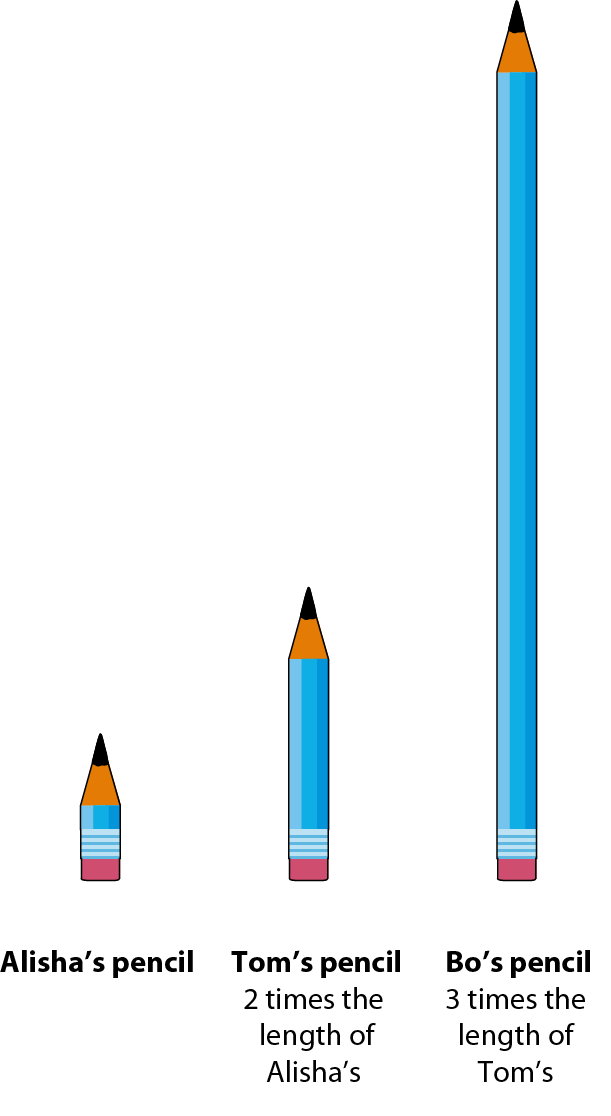 Alisha’s pencil
Tom’s pencil
2 times the
length of
Alisha’s
Bo’s pencil
3 times the
length of
Tom’s